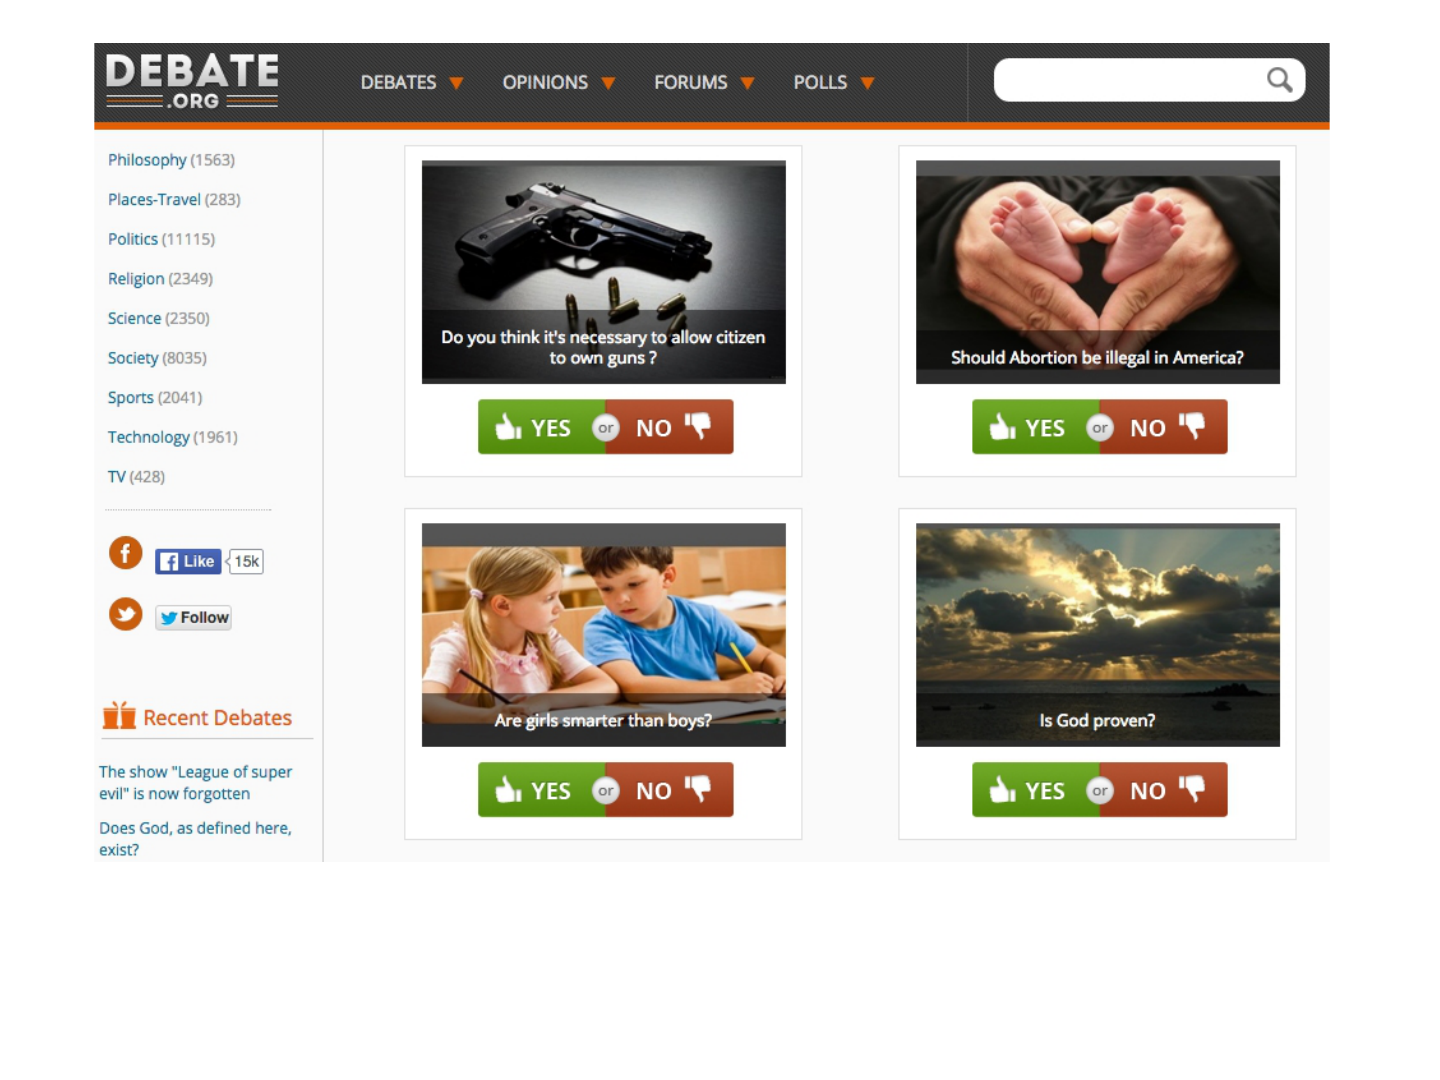 DEBATE
.ORG
DEBATES
OPINIONS
FORUMS
POLLS
Philosophy (1563)
Places-Travel (283)
Politics (11115)
Religion (2349)
Science (2350)
Society (8035)
Sports (2041)
Technology (1961)
TV (428)
f
f Like 15k
Follow
Recent Debates
The show "League of super
evil" is now forgotten
Does God, as defined here,
exist?
Do you think it's necessary to allow citizen
to own guns ?
YES or NO
Should Abortion be illegal in America?
YES or NO
Are girls smarter than boys?
YES or NO
Is God proven?
YES or NO